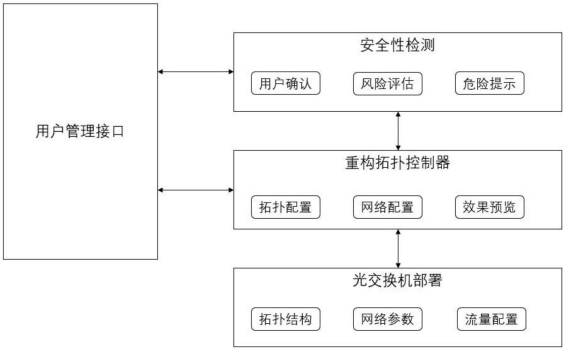 用户管理接口
安全性检测
用户确认
风险评估
危险提示
重构拓扑控制器
拓扑配置
网络配置
效果预览
光交换机部署
拓扑结构
网络参数
流量配置